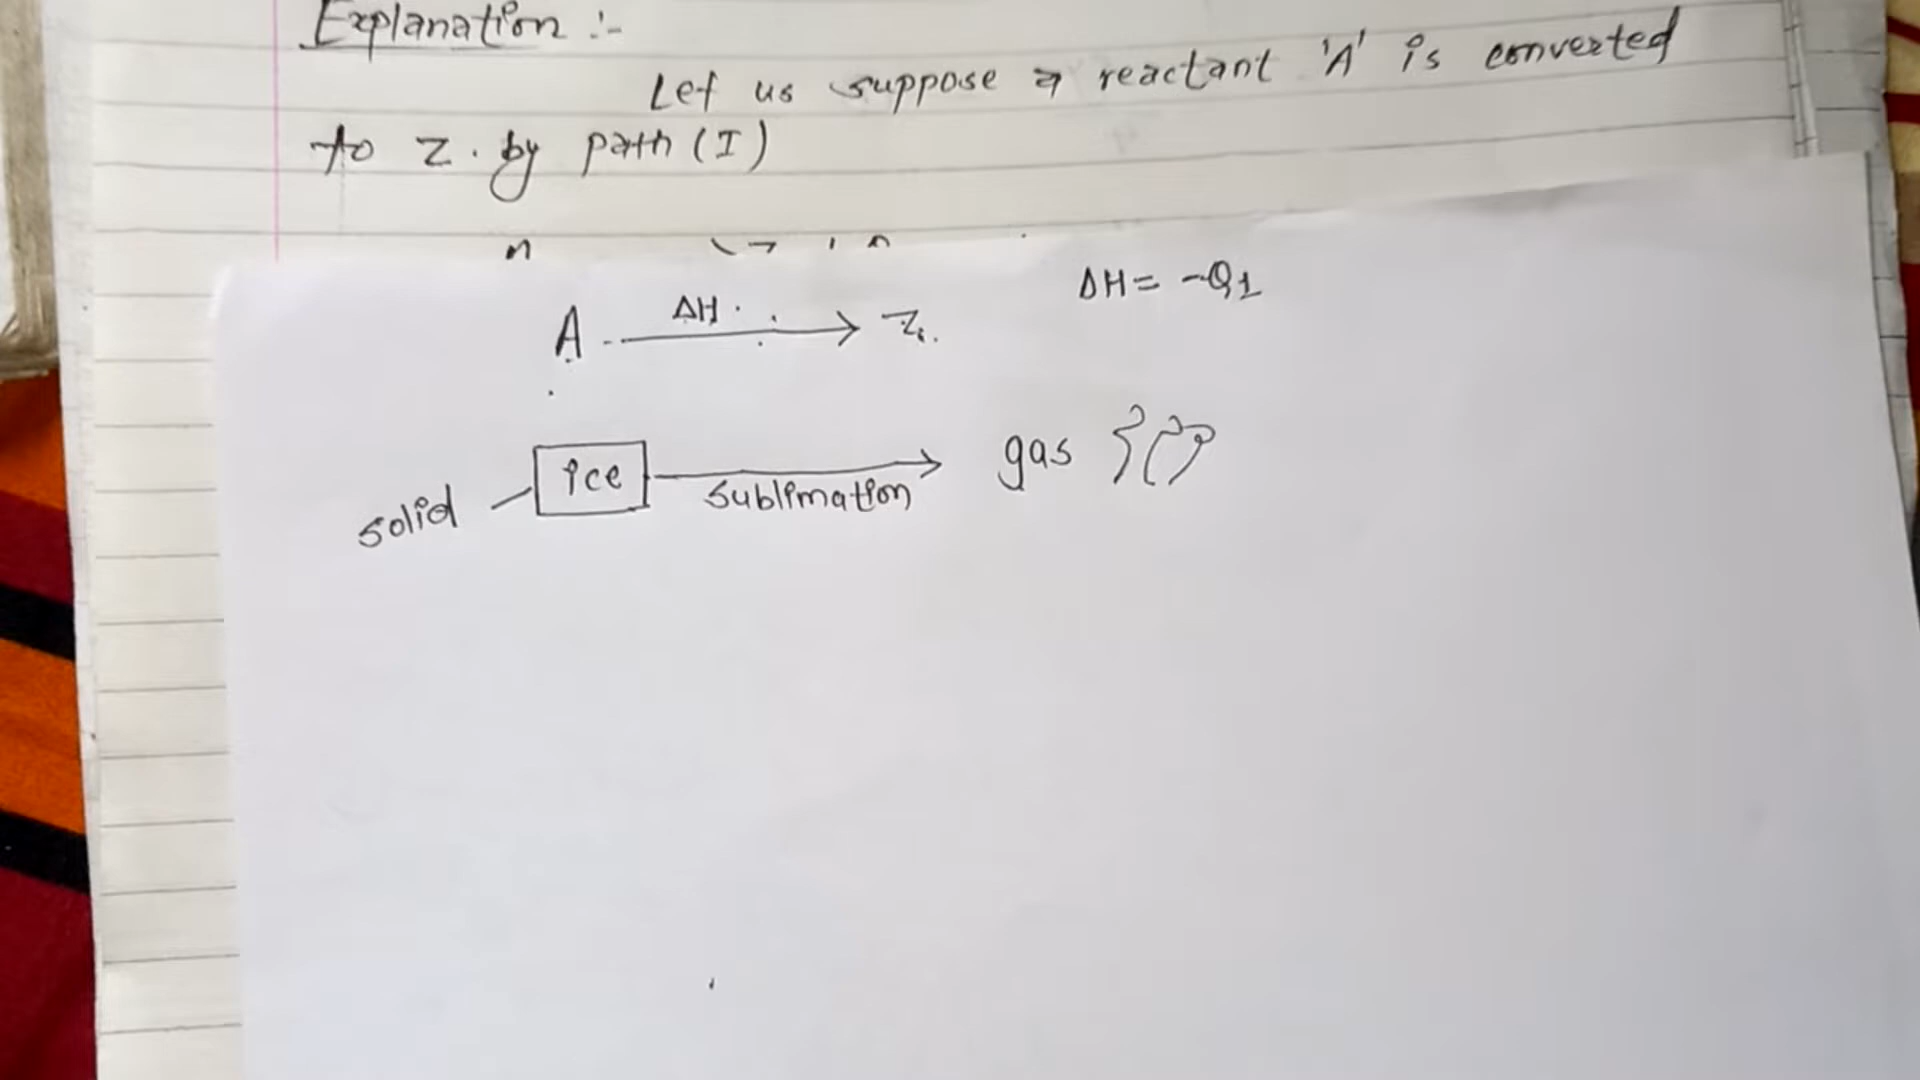 Explanation :-
Let us suppose a reactant 'A' is converted
to Z. by path (I)
ΔH = -Q1
A ΔH → Z.
solid ice sublimation → gas